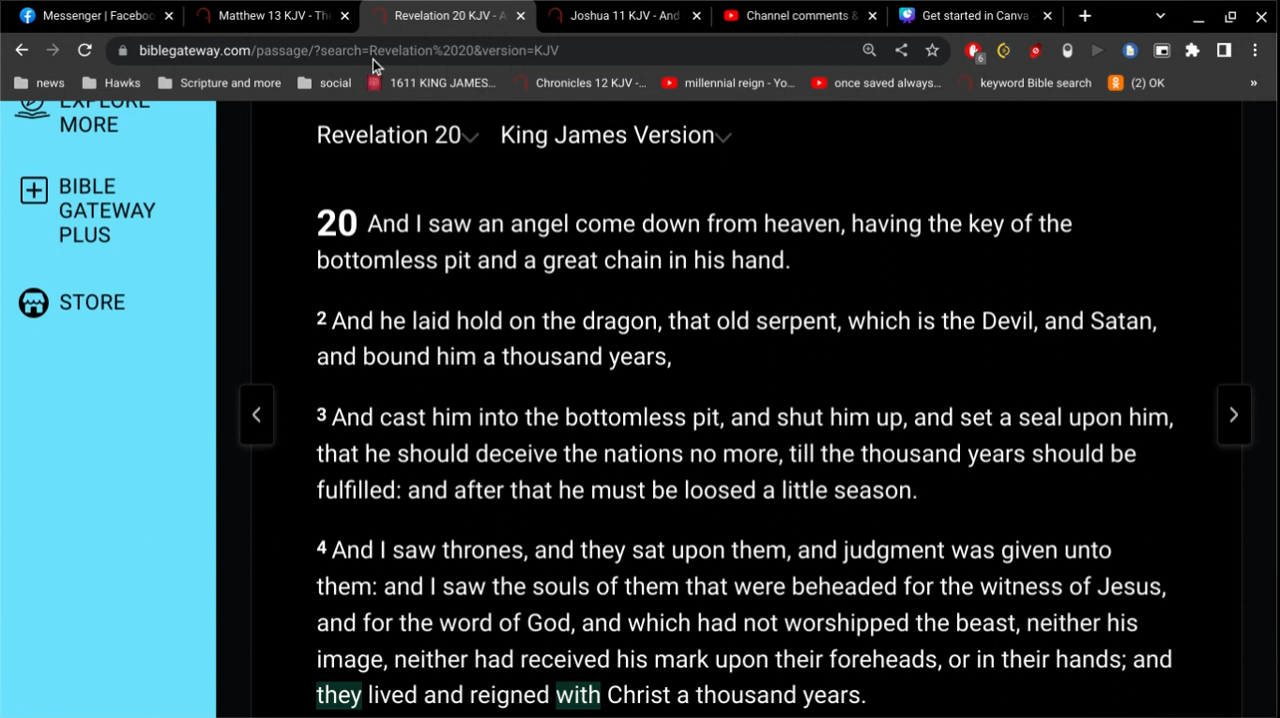 Messenger | Faceboo
Matthew 13 KJV - The
Revelation 20 KJV - A
Joshua 11 KJV - And
Channel comments &
Get started in Canva
biblegateway.com/passage/?search=Revelation%2020&version=KJV
6
news
Hawks
Scripture and more
social
1611 KING JAMES...
Chronicles 12 KJV -...
millennial reign - Yo...
once saved always...
keyword Bible search
(2) OK
»
EXPLORE
MORE
BIBLE
GATEWAY
PLUS
STORE
Revelation 20 King James Version
20 And I saw an angel come down from heaven, having the key of the
bottomless pit and a great chain in his hand.
2 And he laid hold on the dragon, that old serpent, which is the Devil, and Satan,
and bound him a thousand years,
3 And cast him into the bottomless pit, and shut him up, and set a seal upon him,
that he should deceive the nations no more, till the thousand years should be
fulfilled: and after that he must be loosed a little season.
4 And I saw thrones, and they sat upon them, and judgment was given unto
them: and I saw the souls of them that were beheaded for the witness of Jesus,
and for the word of God, and which had not worshipped the beast, neither his
image, neither had received his mark upon their foreheads, or in their hands; and
they lived and reigned with Christ a thousand years.